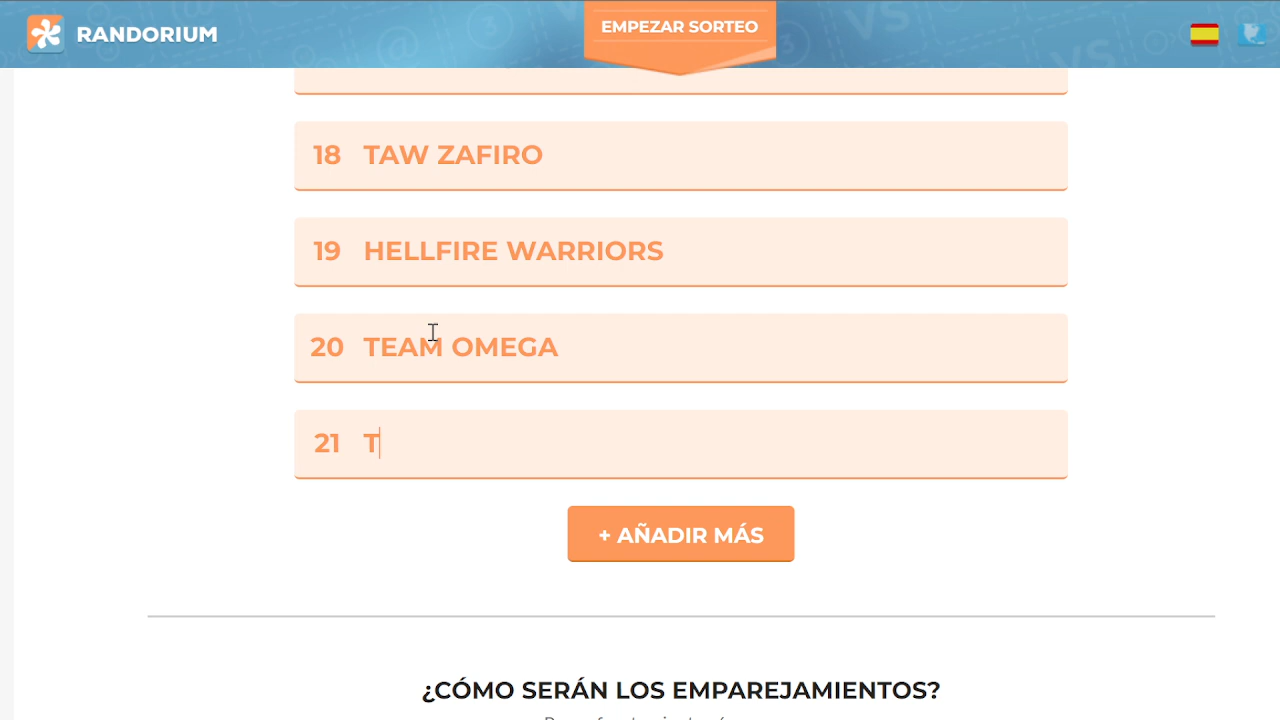 RANDORIUM
EMPEZAR SORTEO
18 TAW ZAFIRO
19 HELLFIRE WARRIORS
20 TEAM OMEGA
21 T
+ AÑADIR MÁS
¿CÓMO SERÁN LOS EMPAREJAMIENTOS?